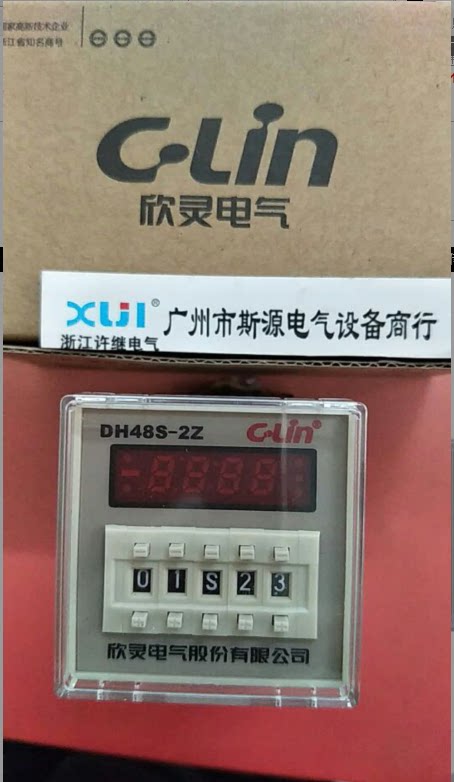 国家高新技术企业
浙江省知名商号
C-Lin
欣灵电气
XUJI®
浙江许继电气
广州市斯源电气设备商行
DH48S-2Z
C-Lin®
8888
0 1 S 2 3
欣灵电气股份有限公司